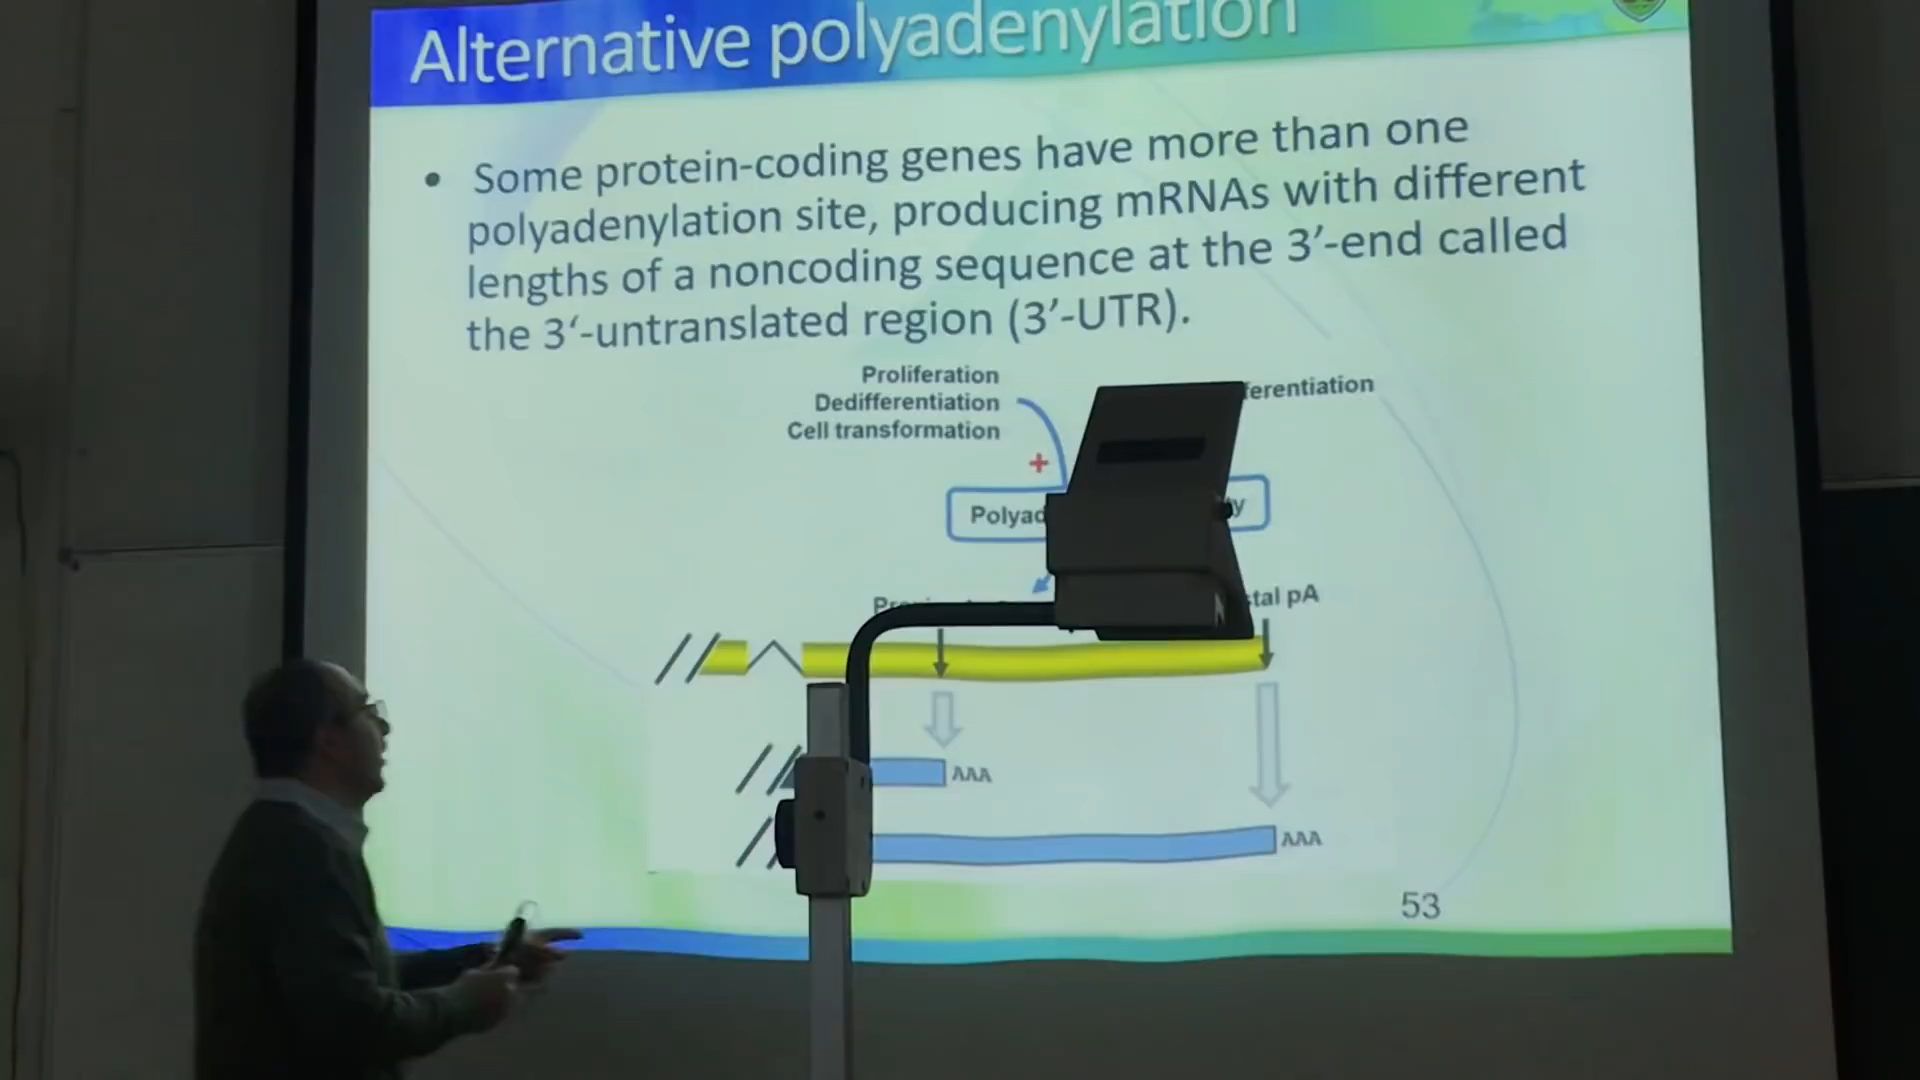 Alternative polyadenylation
• Some protein-coding genes have more than one
polyadenylation site, producing mRNAs with different
lengths of a noncoding sequence at the 3’-end called
the 3‘-untranslated region (3’-UTR).
Proliferation
Dedifferentiation
Cell transformation
+
pA
AAA
AAA
53